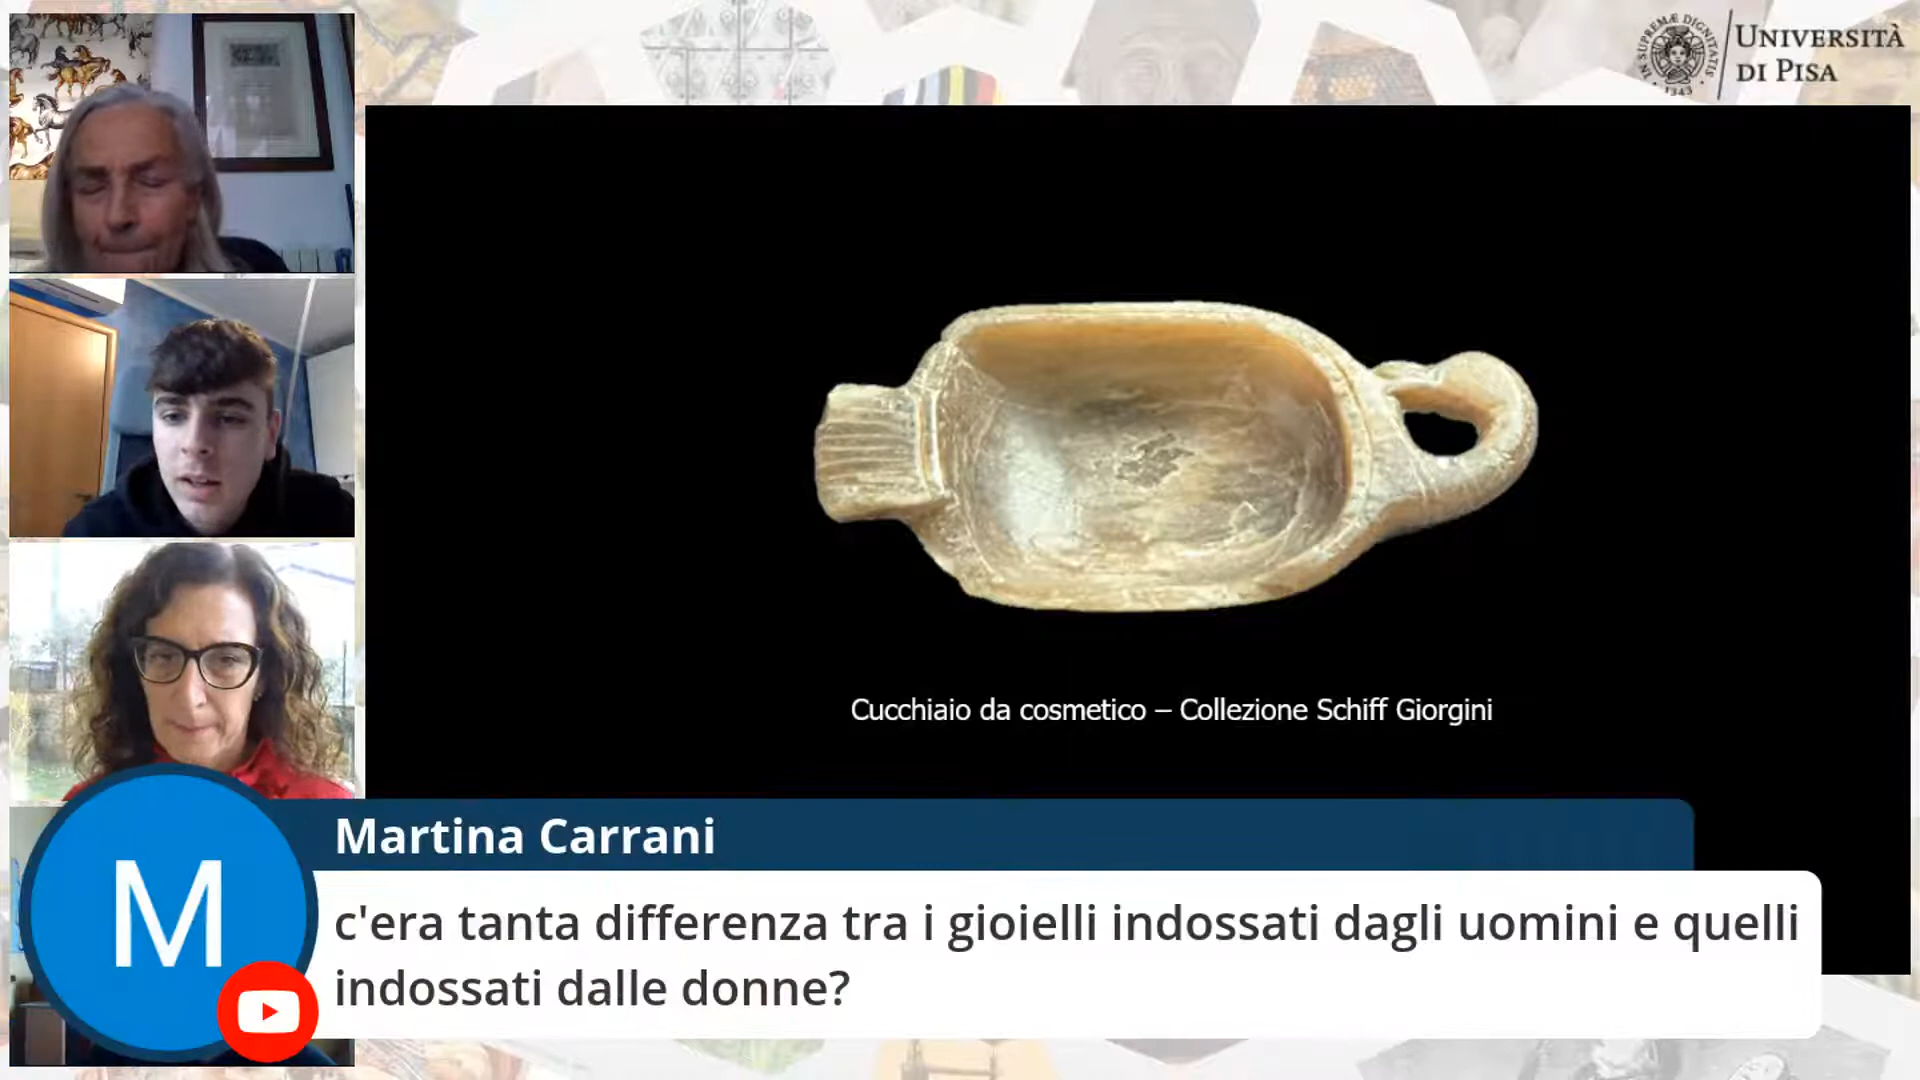 IN SUPREMÆ DIGNITATIS
1343
UNIVERSITÀ
DI PISA
Cucchiaio da cosmetico – Collezione Schiff Giorgini
Martina Carrani
M
c'era tanta differenza tra i gioielli indossati dagli uomini e quelli
indossati dalle donne?